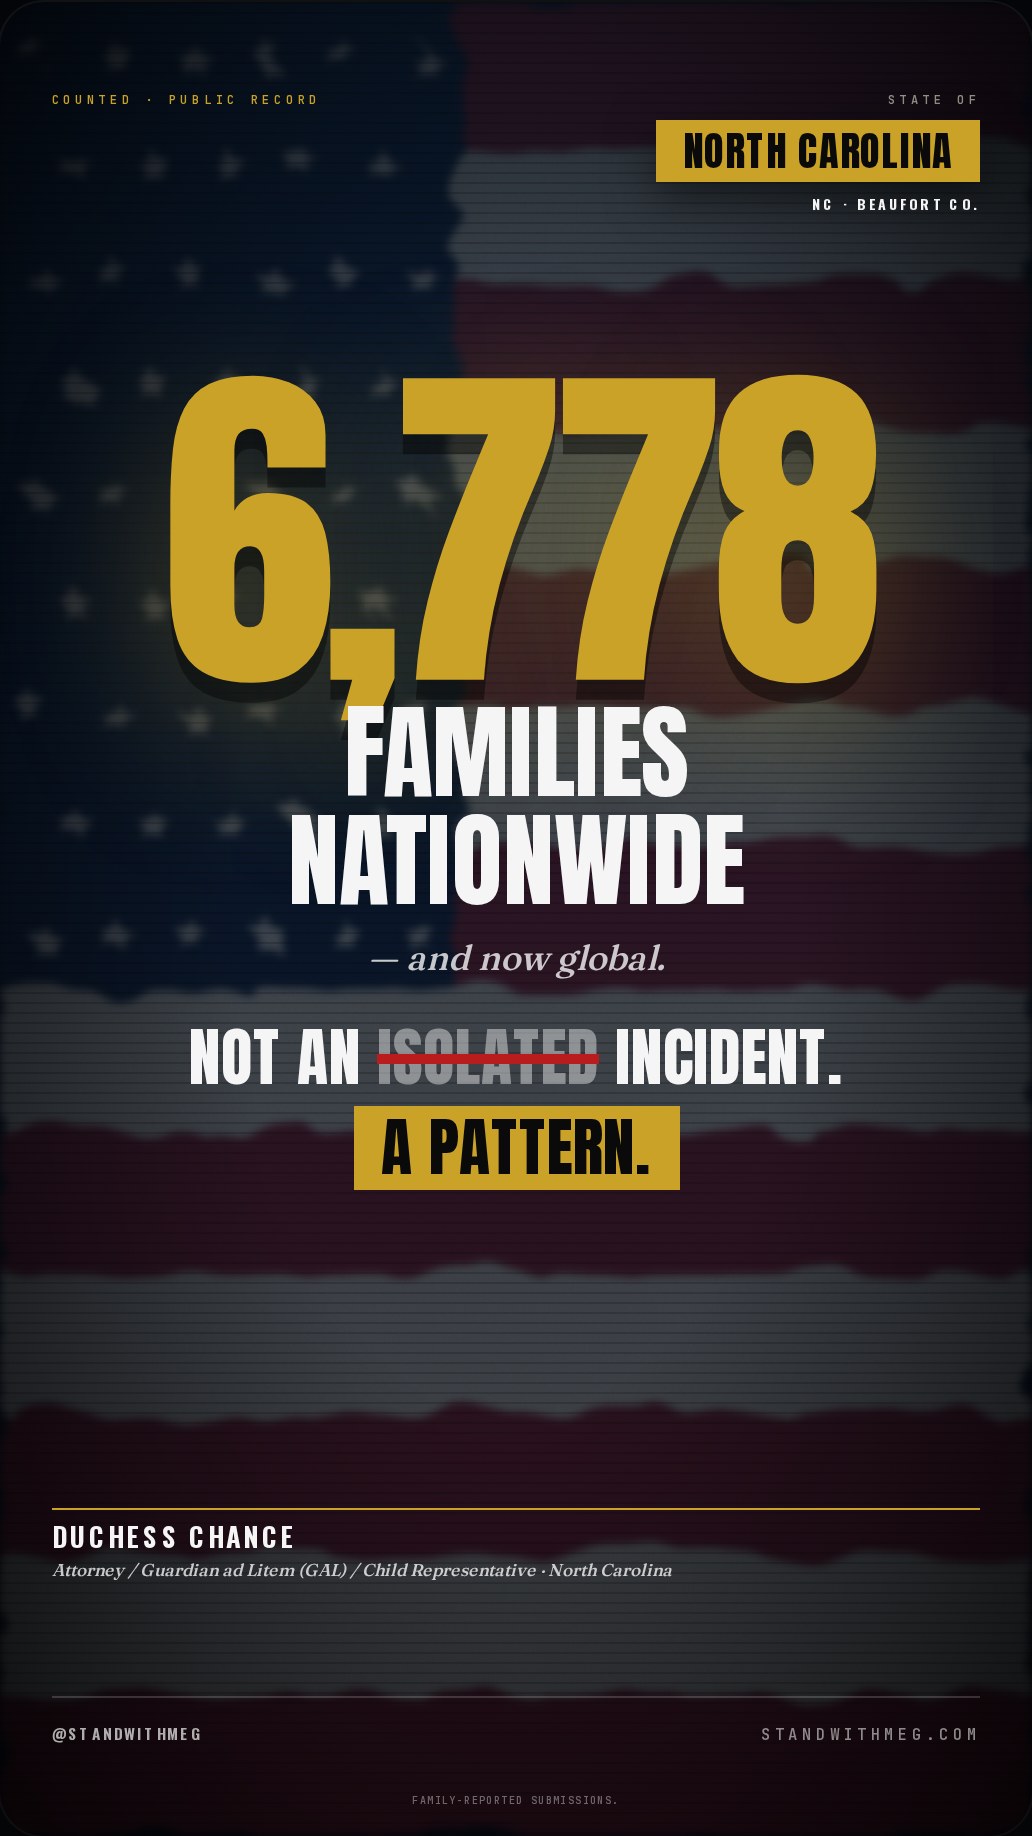 COUNTED · PUBLIC RECORD
STATE OF
NORTH CAROLINA
NC · BEAUFORT CO.
6,778
FAMILIES
NATIONWIDE
— and now global.
NOT AN ISOLATED INCIDENT.
A PATTERN.
DUCHESS CHANCE
Attorney / Guardian ad Litem (GAL) / Child Representative · North Carolina
@STANDWITHMEG
STANDWITHMEG.COM
FAMILY-REPORTED SUBMISSIONS.